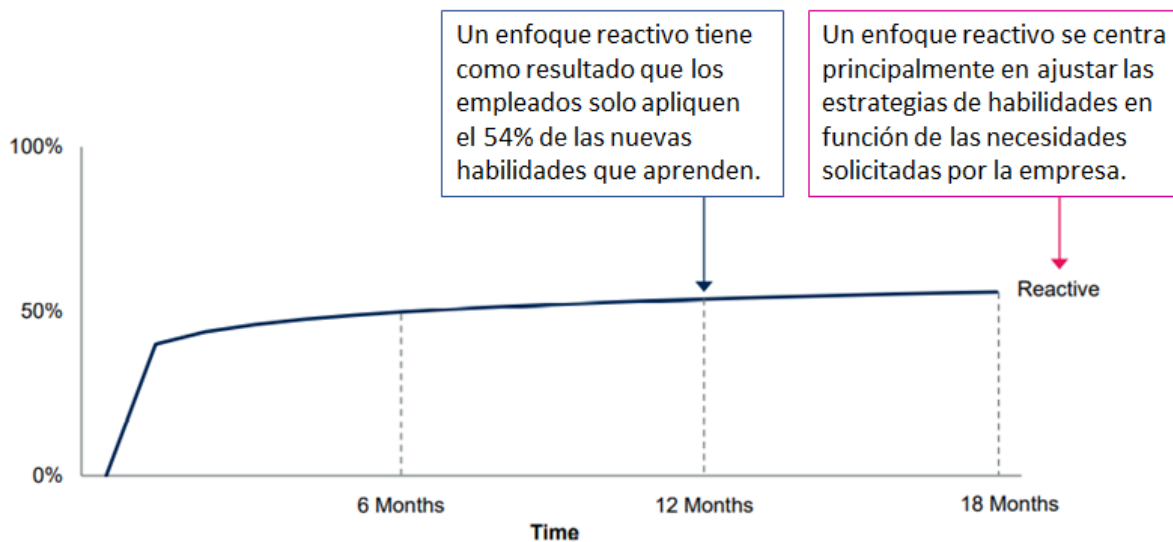 Un enfoque reactivo tiene
como resultado que los
empleados solo apliquen
el 54% de las nuevas
habilidades que aprenden.
Un enfoque reactivo se centra
principalmente en ajustar las
estrategias de habilidades en
función de las necesidades
solicitadas por la empresa.
100%
50%
0%
Reactive
6 Months
12 Months
18 Months
Time